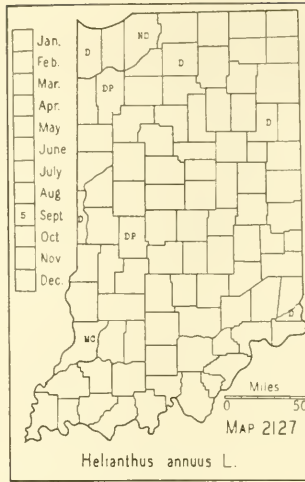 Jan.
Feb.
Mar.
Apr.
May
June
July
Aug
5 Sept
Oct
Nov
Dec.
ND
D
D
DP
D
D
DP
D
MC
Miles
0 50
MAP 2127
Helianthus annuus L.